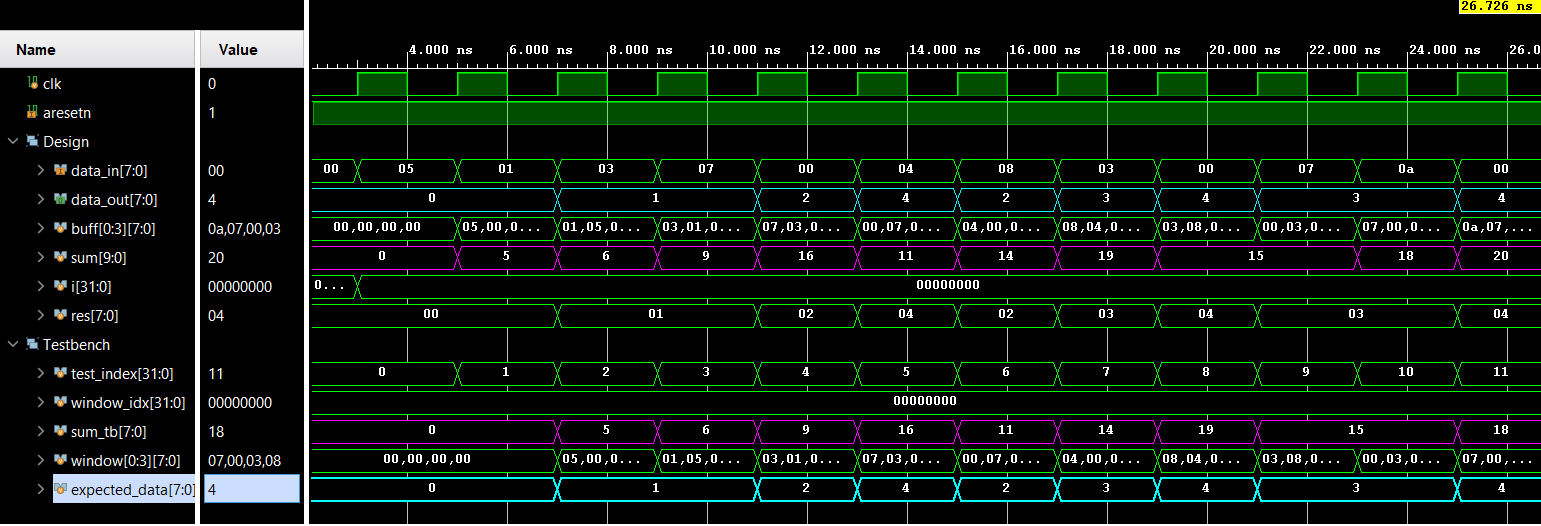 26.726 ns
Name Value 4.000 ns 6.000 ns 8.000 ns 10.000 ns 12.000 ns 14.000 ns 16.000 ns 18.000 ns 20.000 ns 22.000 ns 24.000 ns 26.0
clk 0
aresetn 1
Design
data_in[7:0] 00 00 05 01 03 07 00 04 08 03 00 07 0a 00
data_out[7:0] 4 0 1 2 4 2 3 4 3 4
buff[0:3][7:0] 0a,07,00,03 00,00,00,00 05,00,0... 01,05,0... 03,01,0... 07,03,0... 00,07,0... 04,00,0... 08,04,0... 03,08,0... 00,03,0... 07,00,0... 0a,07,...
sum[9:0] 20 0 5 6 9 16 11 14 19 15 18 20
i[31:0] 00000000 0... 00000000
res[7:0] 04 00 01 02 04 02 03 04 03 04
Testbench
test_index[31:0] 11 0 1 2 3 4 5 6 7 8 9 10 11
window_idx[31:0] 00000000 00000000
sum_tb[7:0] 18 0 5 6 9 16 11 14 19 15 18
window[0:3][7:0] 07,00,03,08 00,00,00,00 05,00,0... 01,05,0... 03,01,0... 07,03,0... 00,07,0... 04,00,0... 08,04,0... 03,08,0... 00,03,0... 07,00,...
expected_data[7:0] 4 0 1 2 4 2 3 4 3 4